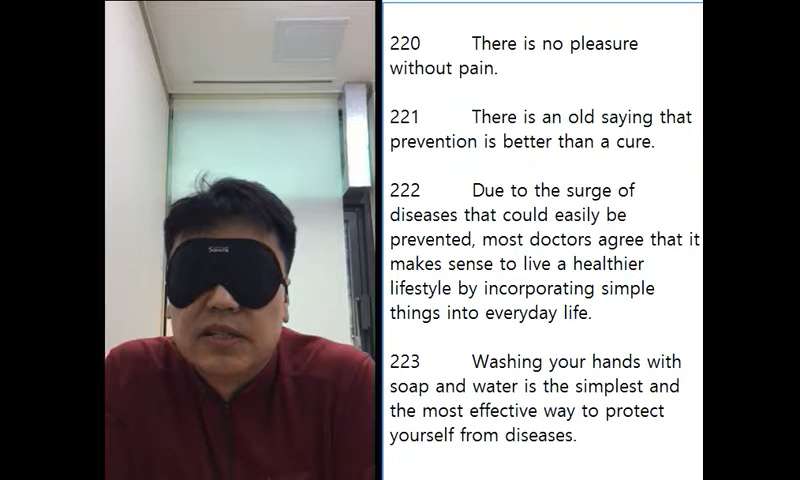 220 There is no pleasure
without pain.
221 There is an old saying that
prevention is better than a cure.
222 Due to the surge of
diseases that could easily be
prevented, most doctors agree that it
makes sense to live a healthier
lifestyle by incorporating simple
things into everyday life.
223 Washing your hands with
soap and water is the simplest and
the most effective way to protect
yourself from diseases.